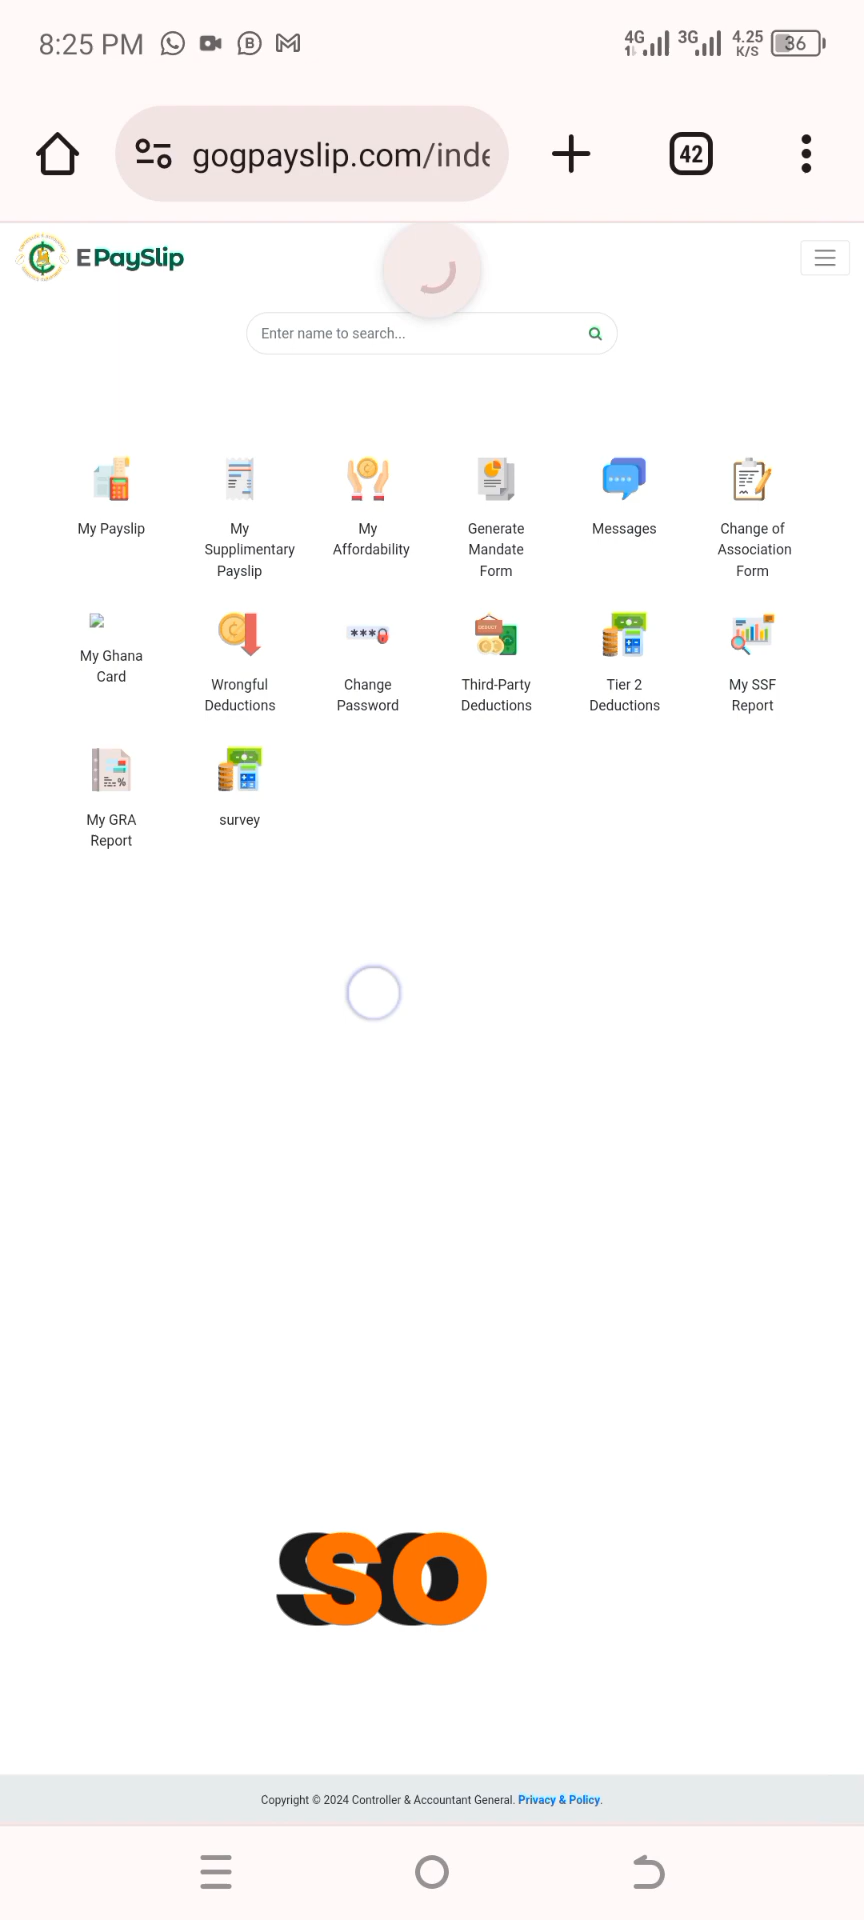 8:25 PM
4G 3G 4.25 K/S 36
gogpayslip.com/inde
42
E PaySlip
Enter name to search...
My Payslip
My Supplimentary Payslip
My Affordability
Generate Mandate Form
Messages
Change of Association Form
My Ghana Card
Wrongful Deductions
Change Password
Third-Party Deductions
Tier 2 Deductions
My SSF Report
My GRA Report
survey
SO
Copyright © 2024 Controller & Accountant General. Privacy & Policy.